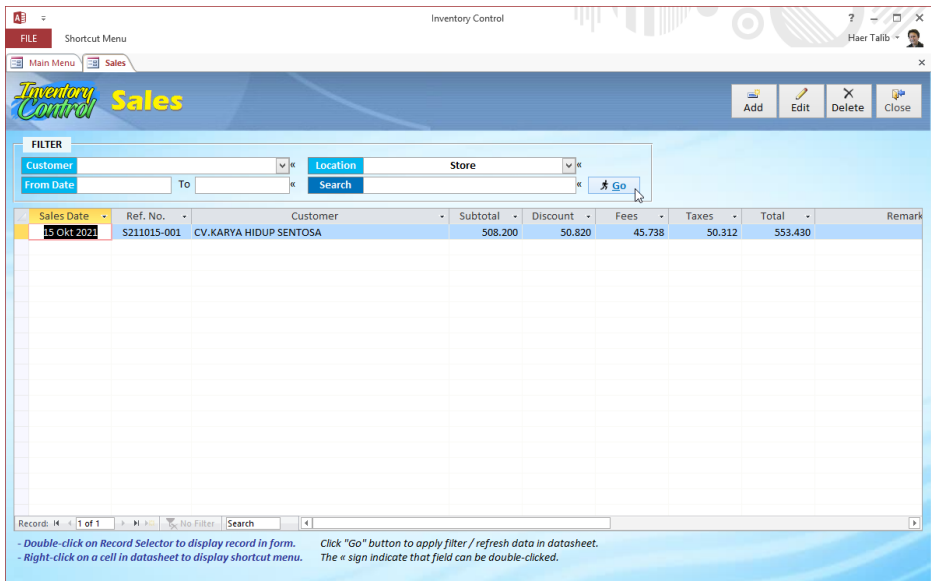 Inventory Control
FILE Shortcut Menu Haer Talib
Main Menu Sales
Inventory Control Sales
Add Edit Delete Close
FILTER
Customer « Location Store «
From Date To « Search « Go
Sales Date Ref. No. Customer Subtotal Discount Fees Taxes Total Remark
15 Okt 2021 S211015-001 CV.KARYA HIDUP SENTOSA 508.200 50.820 45.738 50.312 553.430
Record: 1 of 1 No Filter Search
- Double-click on Record Selector to display record in form. Click "Go" button to apply filter / refresh data in datasheet.
- Right-click on a cell in datasheet to display shortcut menu. The « sign indicate that field can be double-clicked.